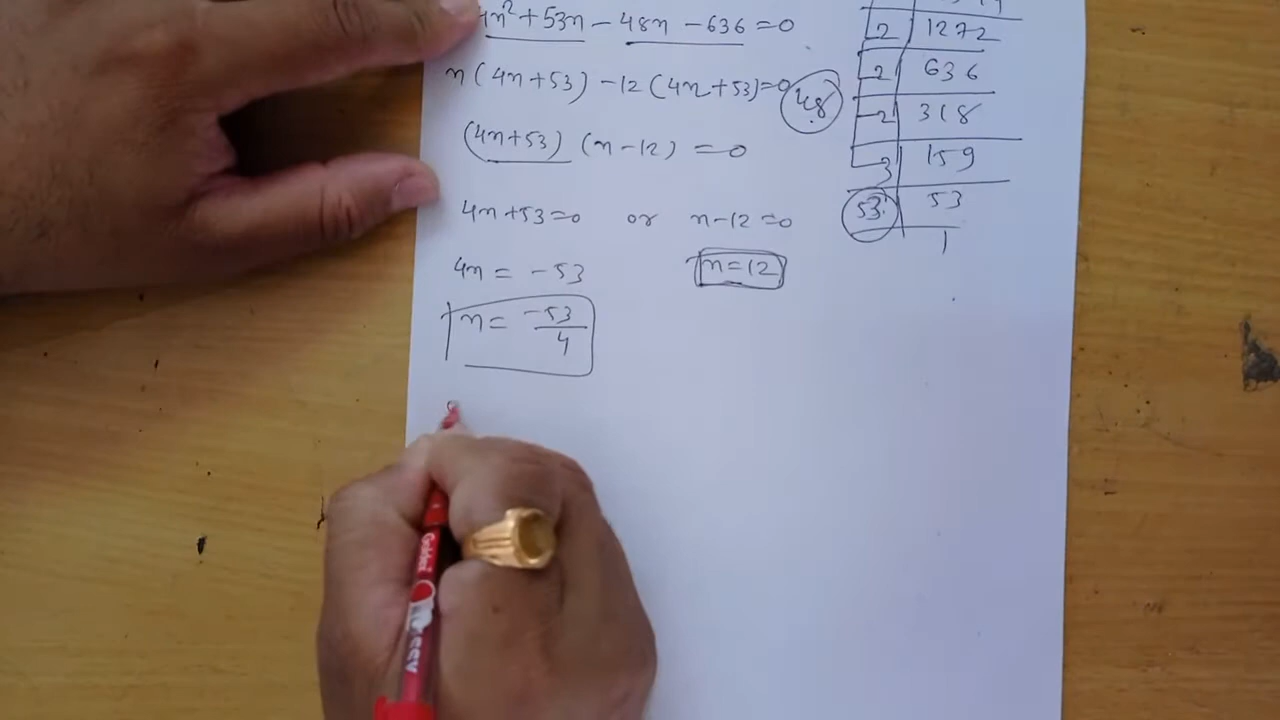 4n² + 53n - 48n - 636 = 0
n(4n+53) - 12(4n+53)=0
(4n+53) (n-12) = 0
4n+53=0 or n-12=0
4n = -53 n=12
n = -53/4
48
2 1272
2 636
2 318
3 159
53 53
1
Goldex
KLASSY